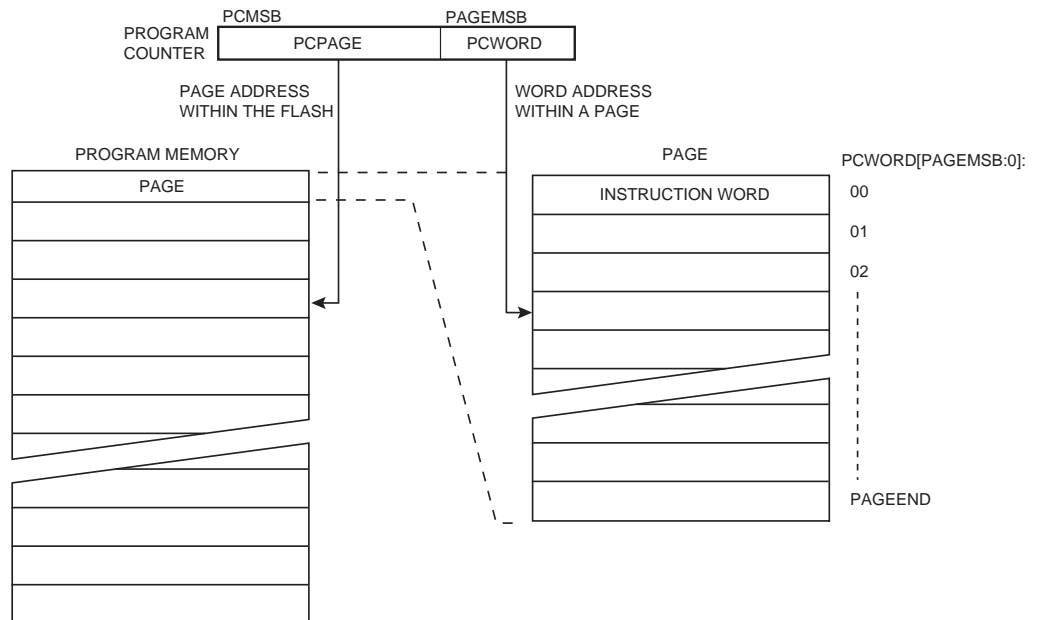 PCMSB PAGEMSB
PROGRAM
COUNTER
PCPAGE PCWORD
PAGE ADDRESS
WITHIN THE FLASH
WORD ADDRESS
WITHIN A PAGE
PROGRAM MEMORY
PAGE
PAGE
PCWORD[PAGEMSB:0]:
INSTRUCTION WORD
00
01
02
PAGEEND